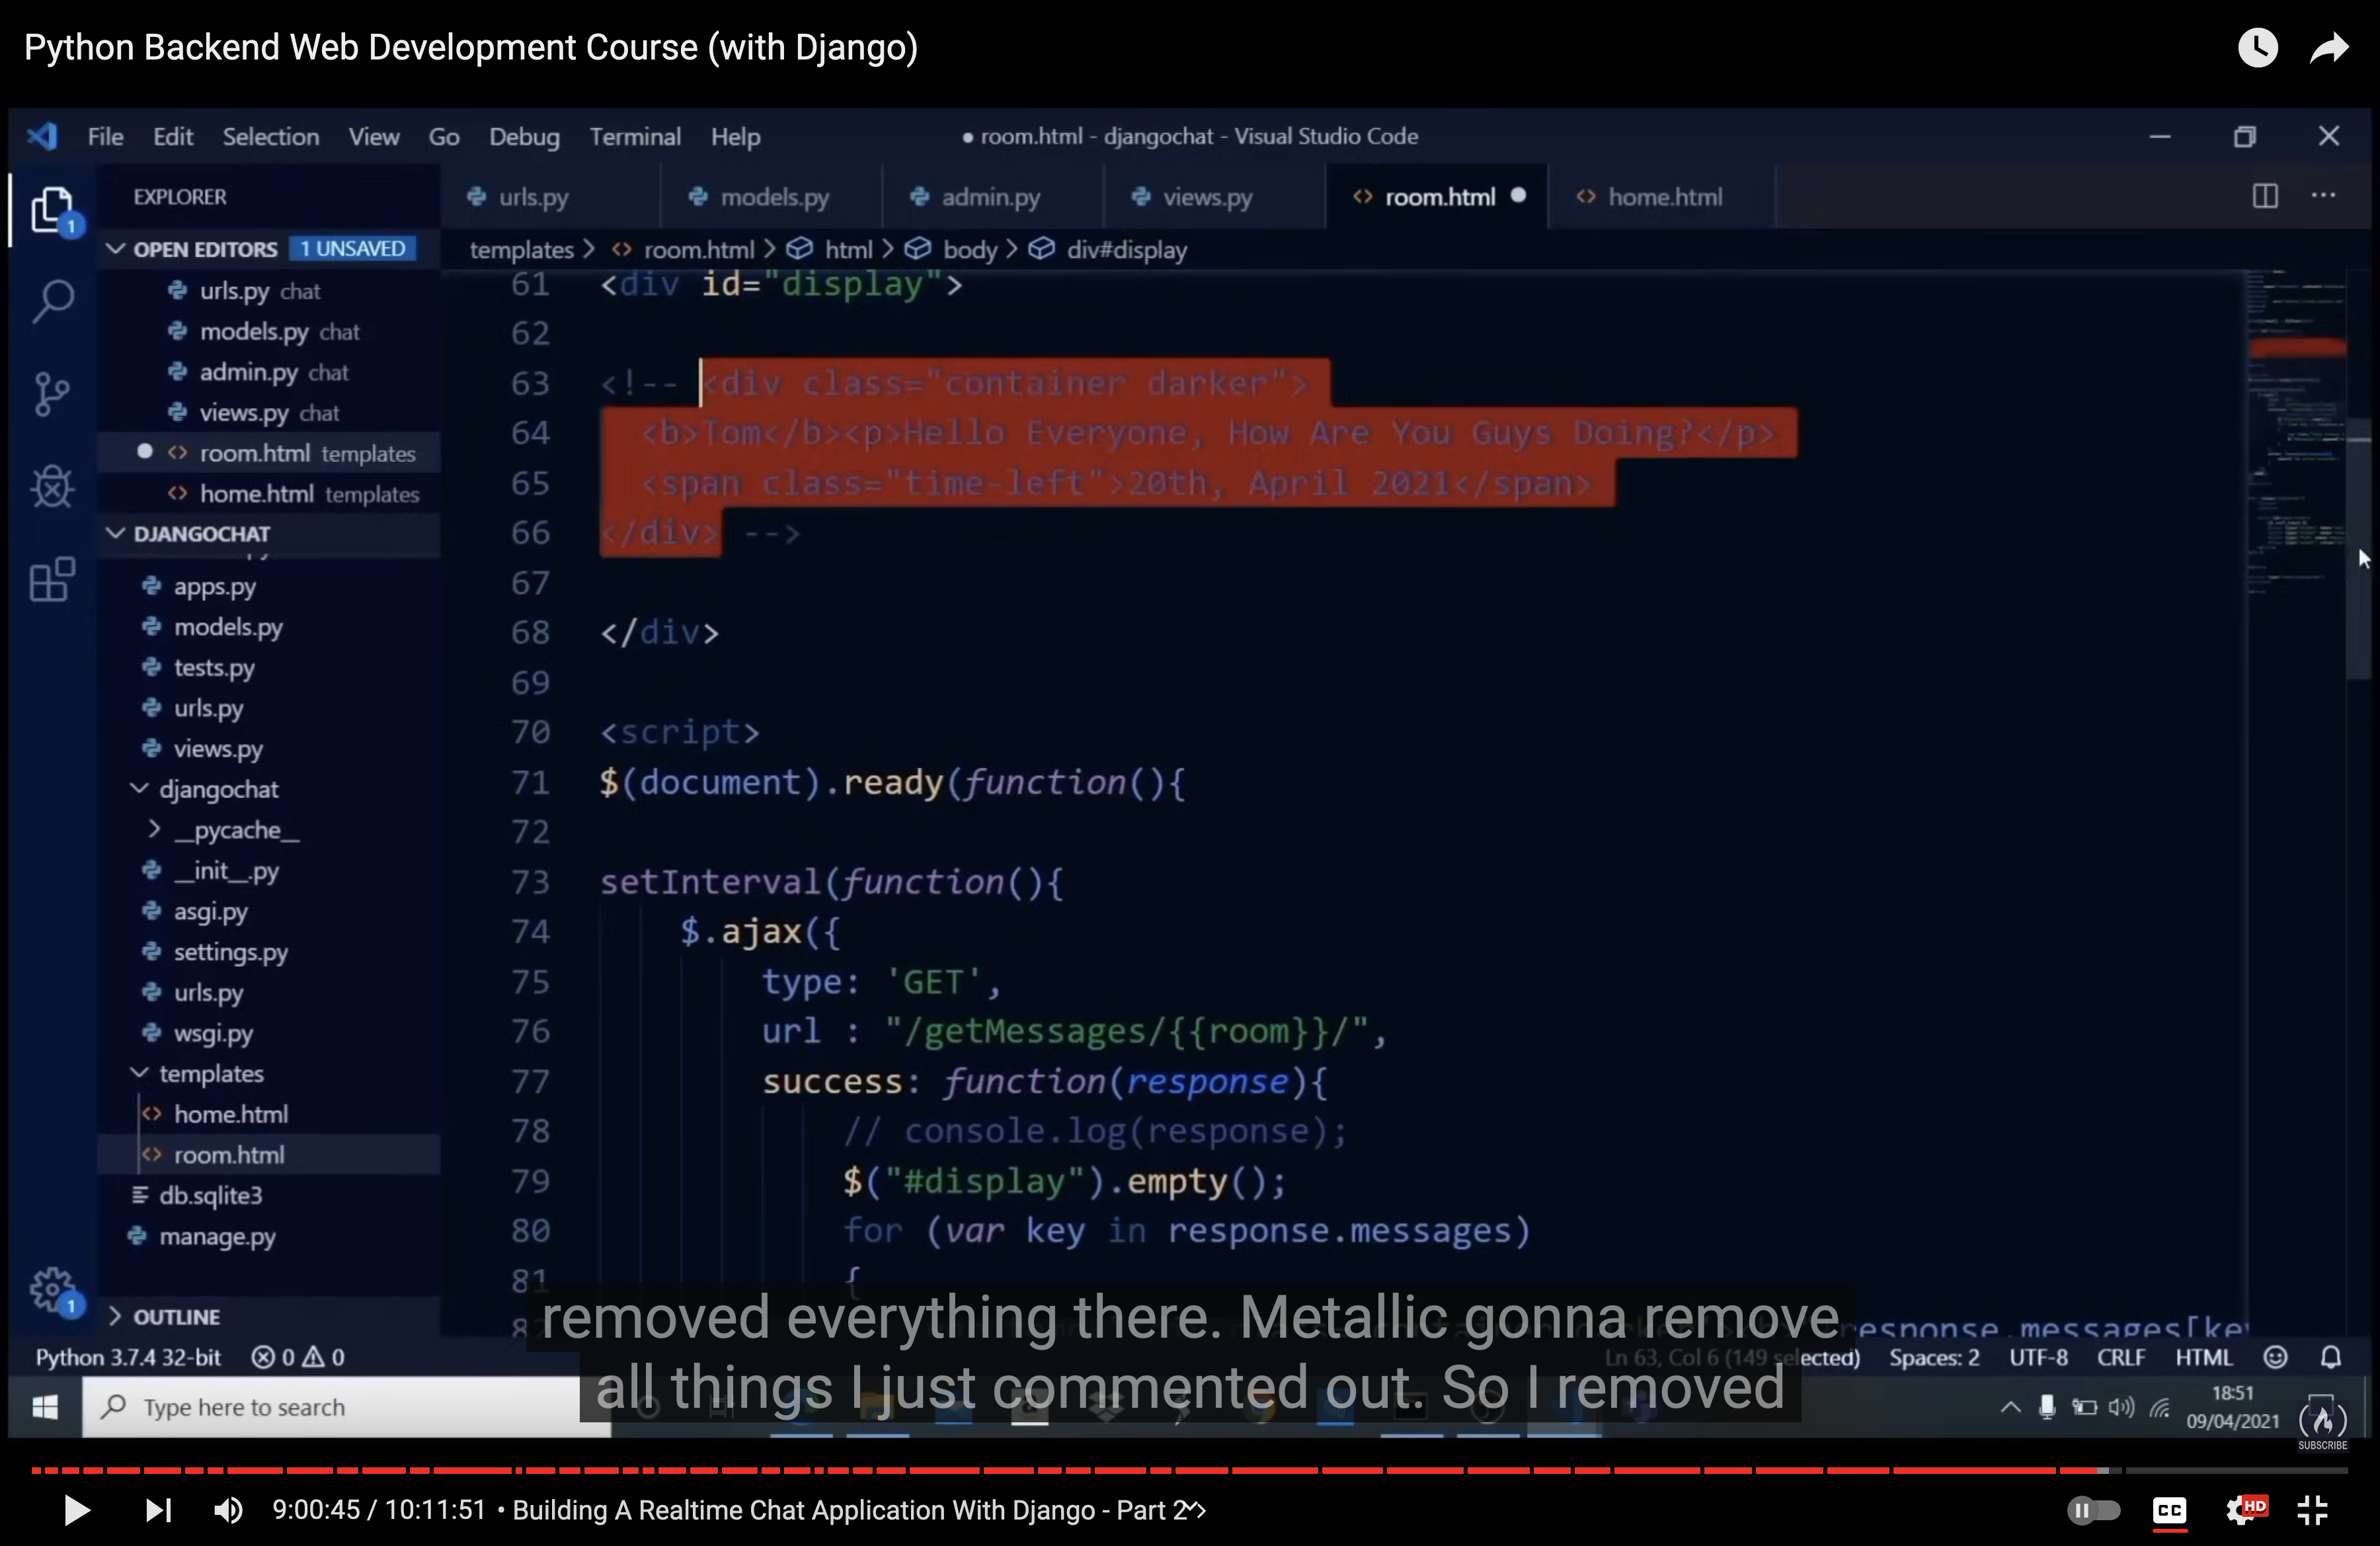 Python Backend Web Development Course (with Django)
File Edit Selection View Go Debug Terminal Help
● room.html - djangochat - Visual Studio Code
EXPLORER
OPEN EDITORS 1 UNSAVED
urls.py chat
models.py chat
admin.py chat
views.py chat
room.html templates
home.html templates
DJANGOCHAT
apps.py
models.py
tests.py
urls.py
views.py
djangochat
__pycache__
__init__.py
asgi.py
settings.py
urls.py
wsgi.py
templates
home.html
room.html
db.sqlite3
manage.py
OUTLINE
1
1
urls.py models.py admin.py views.py room.html ● home.html
templates > room.html > html > body > div#display
61 <div id="display">
62
63 <!-- <div class="container darker">
64 <b>Tom</b><p>Hello Everyone, How Are You Guys Doing?</p>
65 <span class="time-left">20th, April 2021</span>
66 </div> -->
67
68 </div>
69
70 <script>
71 $(document).ready(function(){
72
73 setInterval(function(){
74 $.ajax({
75 type: 'GET',
76 url : "/getMessages/{{room}}/",
77 success: function(response){
78 // console.log(response);
79 $("#display").empty();
80 for (var key in response.messages)
81 {
response.messages[key
removed everything there. Metallic gonna remove
all things I just commented out. So I removed
Python 3.7.4 32-bit 0 0
Ln 63, Col 6 (149 selected) Spaces: 2 UTF-8 CRLF HTML
Type here to search
18:51
09/04/2021
SUBSCRIBE
9:00:45 / 10:11:51 • Building A Realtime Chat Application With Django - Part 2
CC
HD